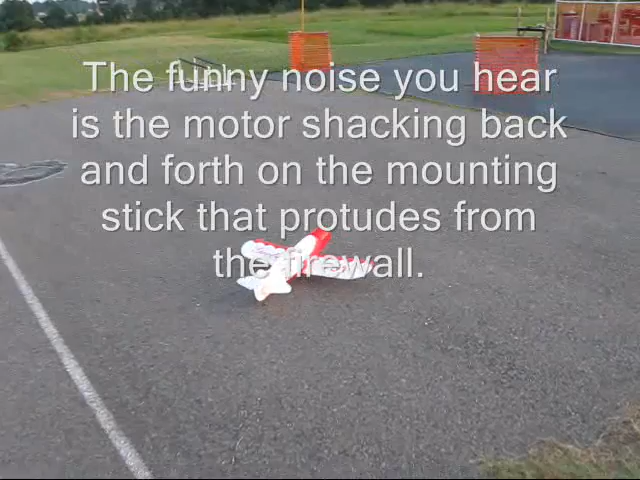 The funny noise you hear
is the motor shacking back
and forth on the mounting
stick that protudes from
the firewall.